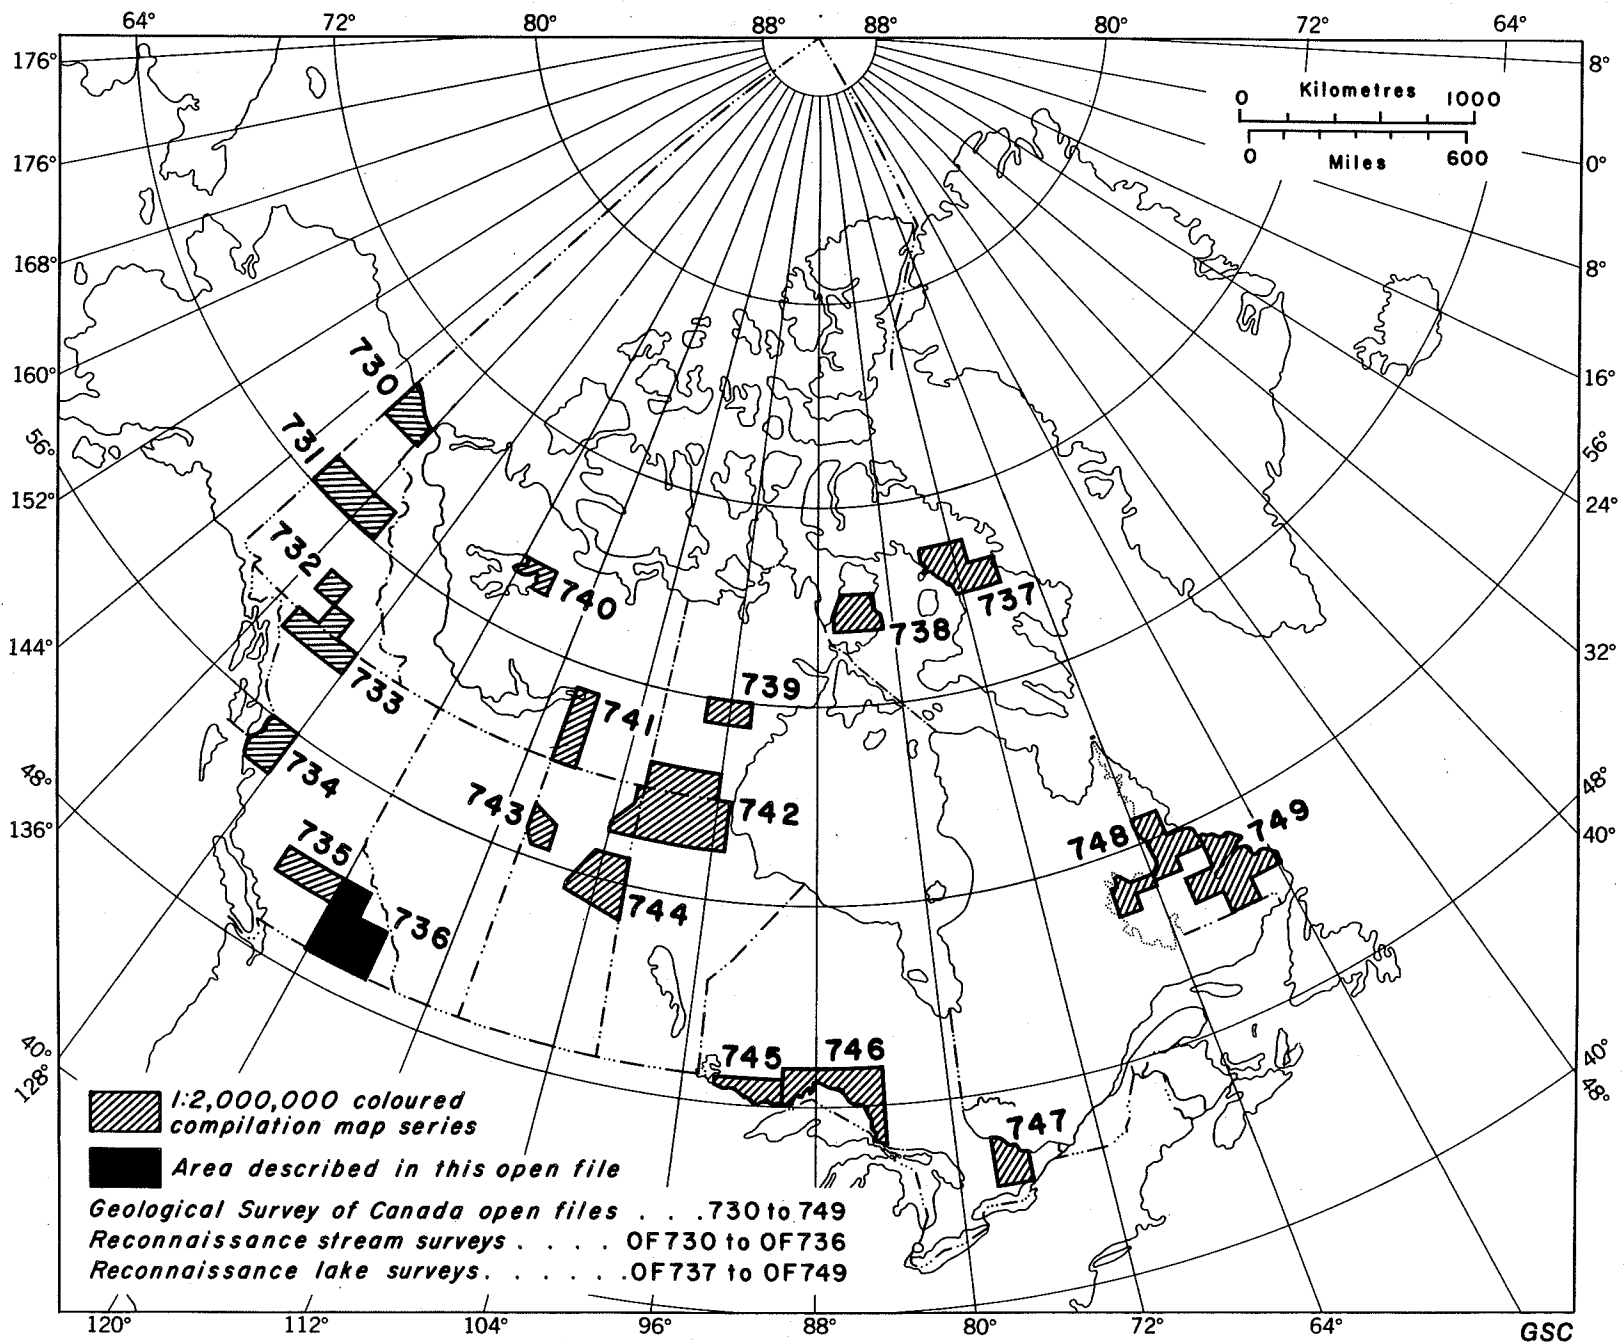 64° 72° 80° 88° 88° 80° 72° 64°
176° 8°
Kilometres
0 1000
0 600
Miles
176° 0°
168° 8°
160° 16°
730
731
56° 56°
152° 24°
732
740
737
738
144° 32°
733
739
741
734
48° 48°
743
742
136° 40°
748
749
735
744
736
40° 40°
745 746
128° 48°
747
1:2,000,000 coloured
compilation map series
Area described in this open file
Geological Survey of Canada open files . . .730 to 749
Reconnaissance stream surveys . . . . OF730 to OF736
Reconnaissance lake surveys. . . . . . .OF737 to OF749
120° 112° 104° 96° 88° 80° 72° 64°
GSC